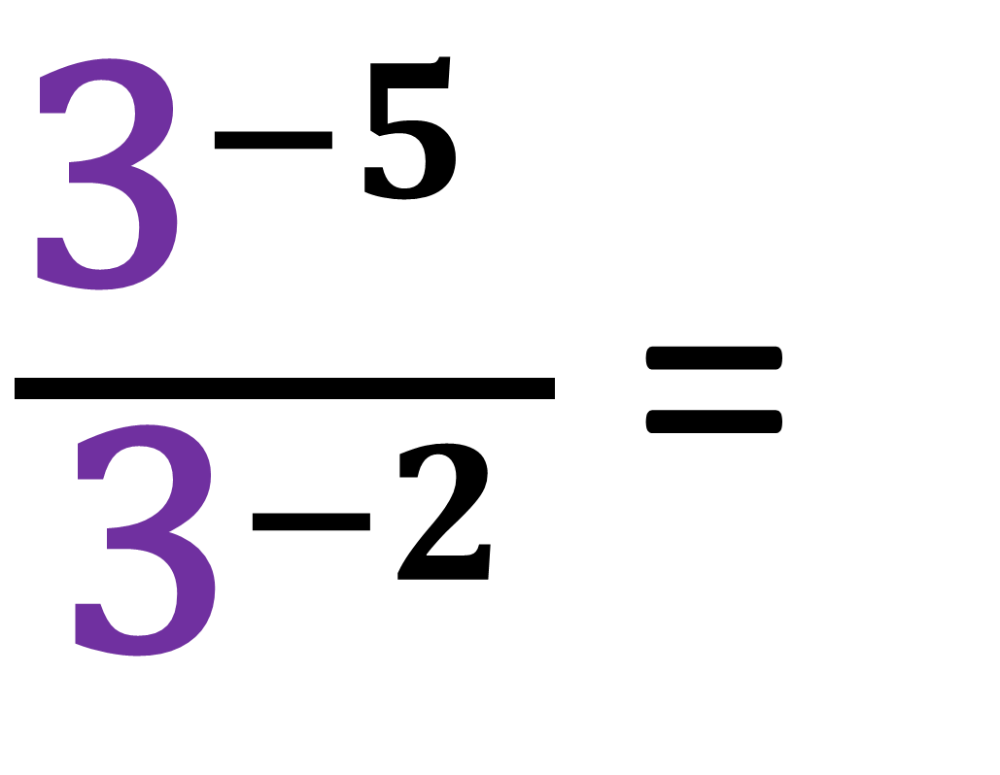 3⁻⁵
3⁻² =